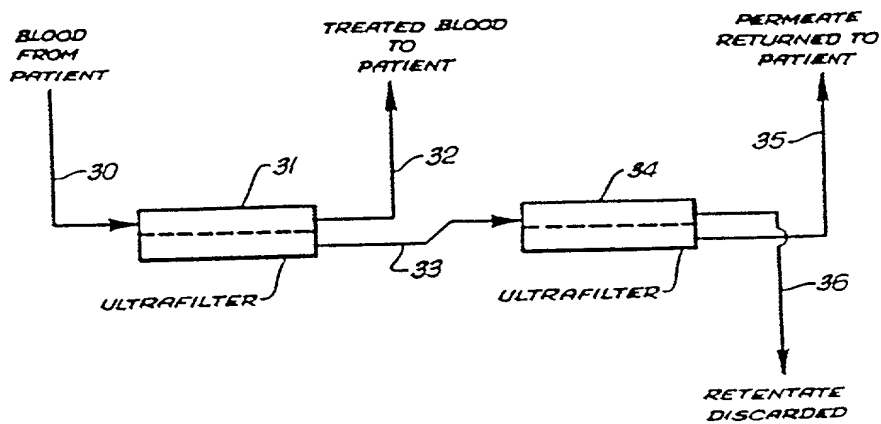 BLOOD
FROM
PATIENT
TREATED BLOOD
TO
PATIENT
PERMEATE
RETURNED TO
PATIENT
30
31
32
33
34
35
36
ULTRAFILTER
ULTRAFILTER
RETENTATE
DISCARDED